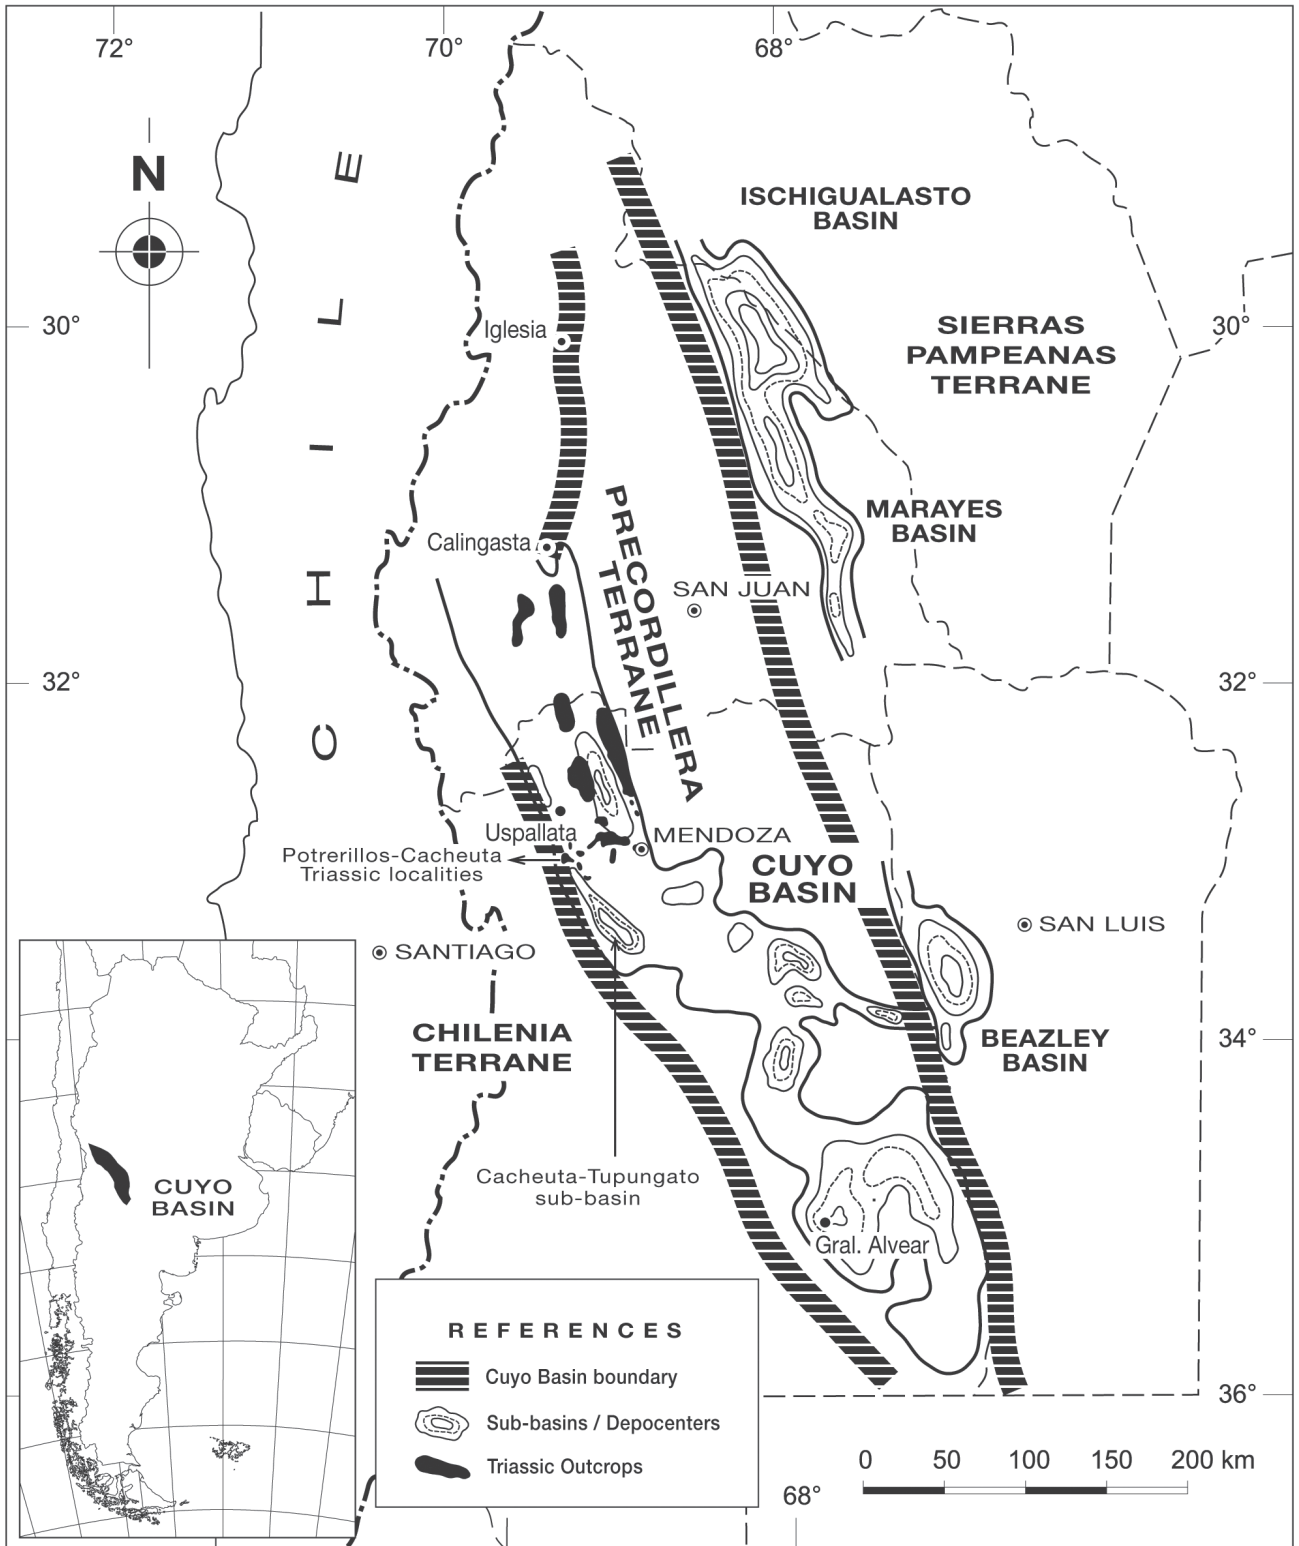 72°
70°
68°
N
CHILE
ISCHIGUALASTO
BASIN
30°
Iglesia
SIERRAS
PAMPEANAS
TERRANE
30°
MARAYES
BASIN
Calingasta
PRECORDILLERA
TERRANE
SAN JUAN
32°
32°
Uspallata
MENDOZA
Potrerillos-Cacheuta
Triassic localities
CUYO
BASIN
SAN LUIS
SANTIAGO
CHILENIA
TERRANE
BEAZLEY
BASIN
34°
Cacheuta-Tupungato
sub-basin
CUYO
BASIN
Gral. Alvear
REFERENCES
Cuyo Basin boundary
Sub-basins / Depocenters
Triassic Outcrops
36°
0 50 100 150 200 km
68°